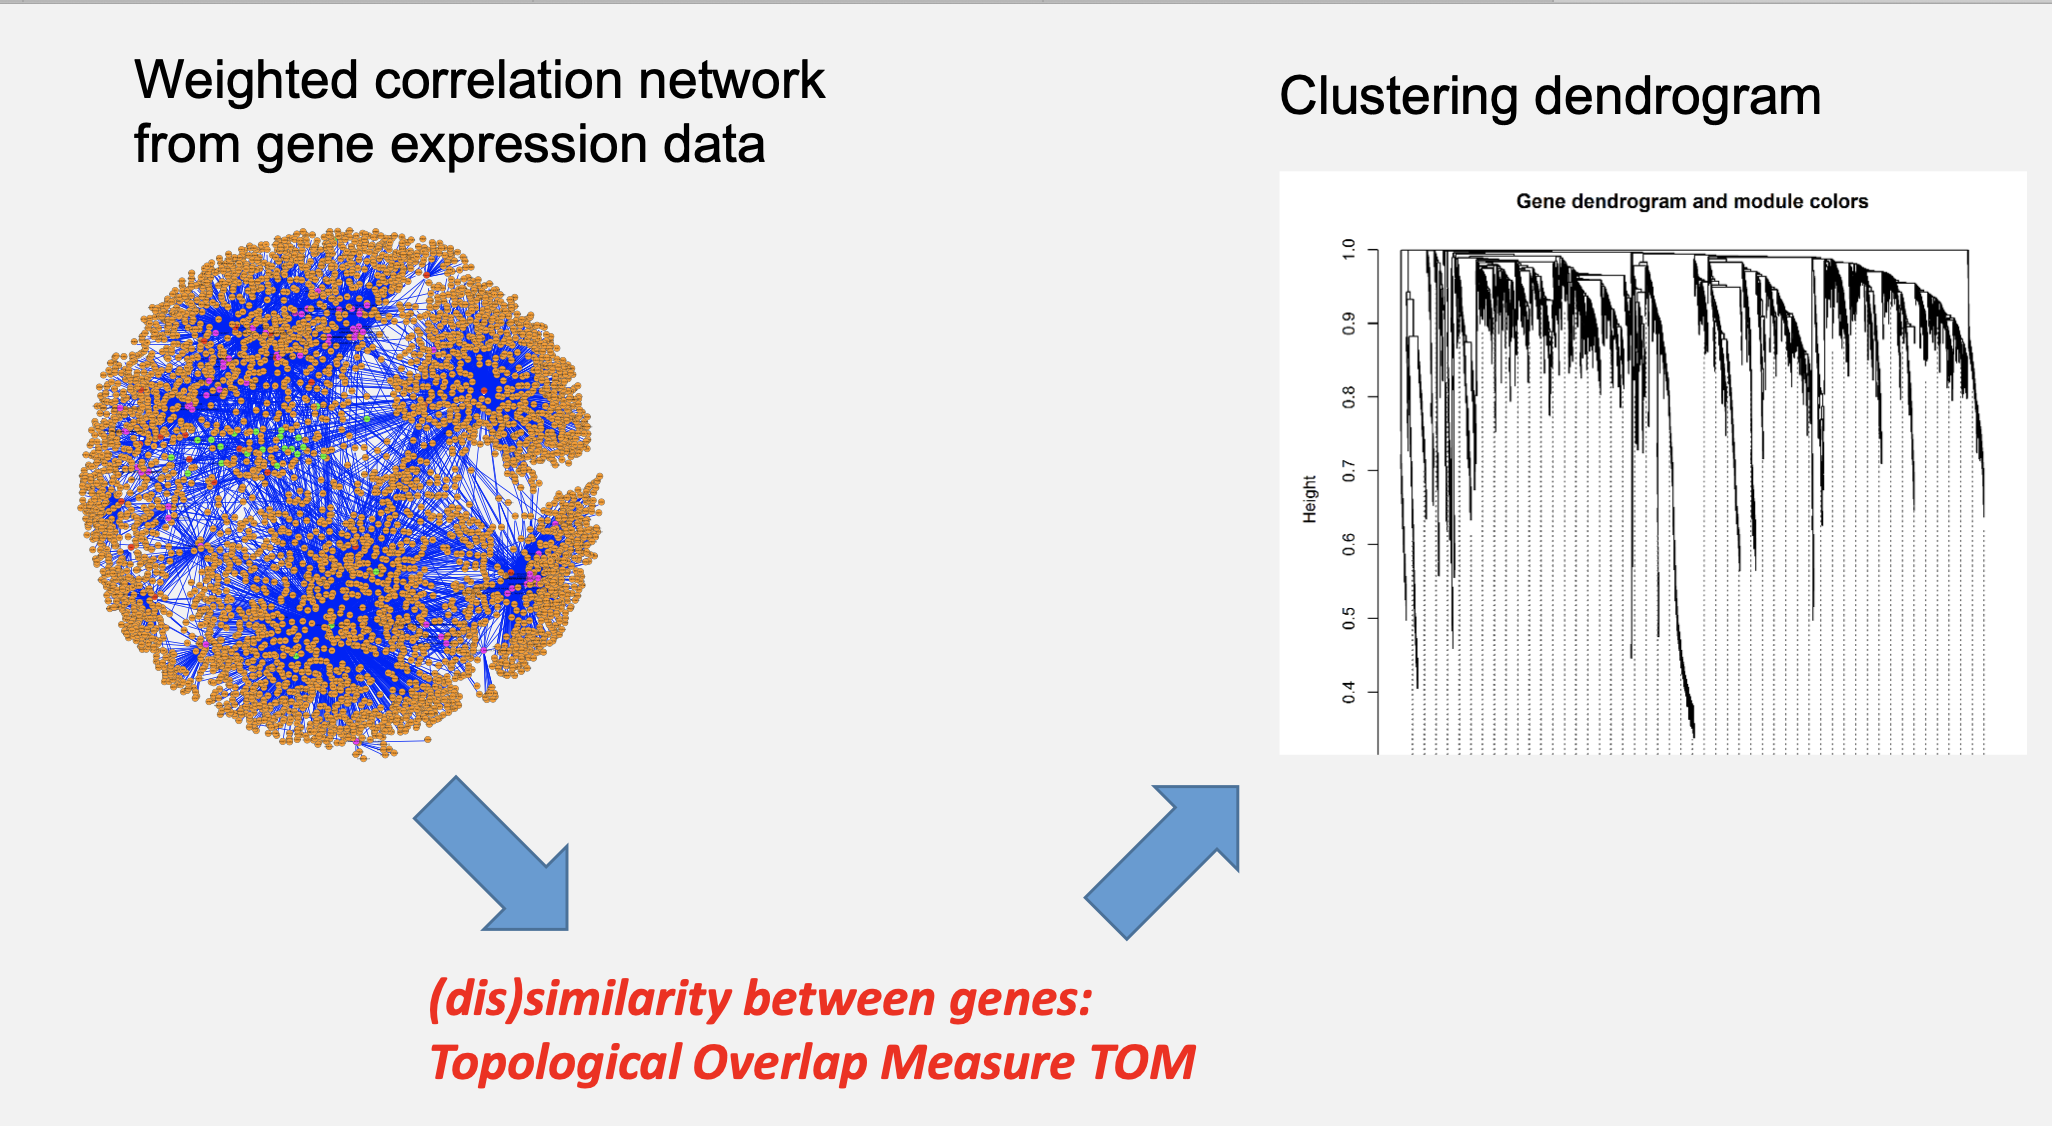 Weighted correlation network
from gene expression data
Clustering dendrogram
Gene dendrogram and module colors
Height
1.0
0.9
0.8
0.7
0.6
0.5
0.4
(dis)similarity between genes:
Topological Overlap Measure TOM